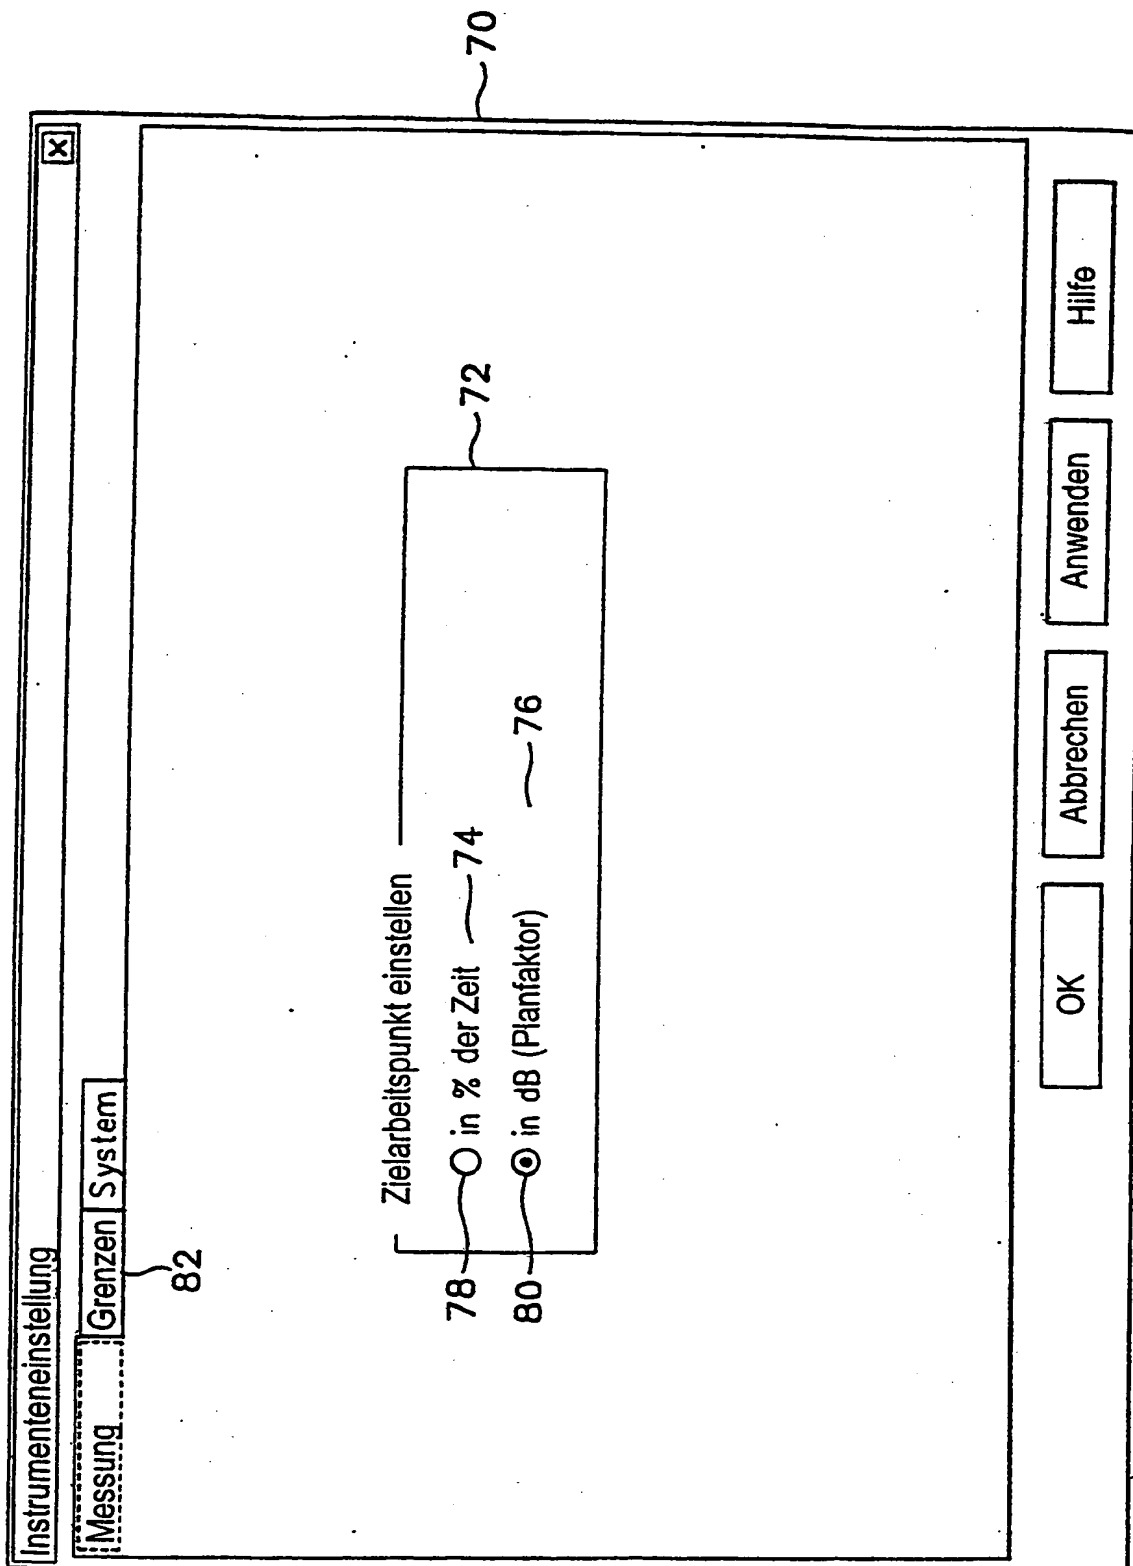 Instrumenteneinstellung
Messung Grenzen System
82
70
Zielarbeitspunkt einstellen
72
78 in % der Zeit 74
80 in dB (Planfaktor) 76
OK Abbrechen Anwenden Hilfe